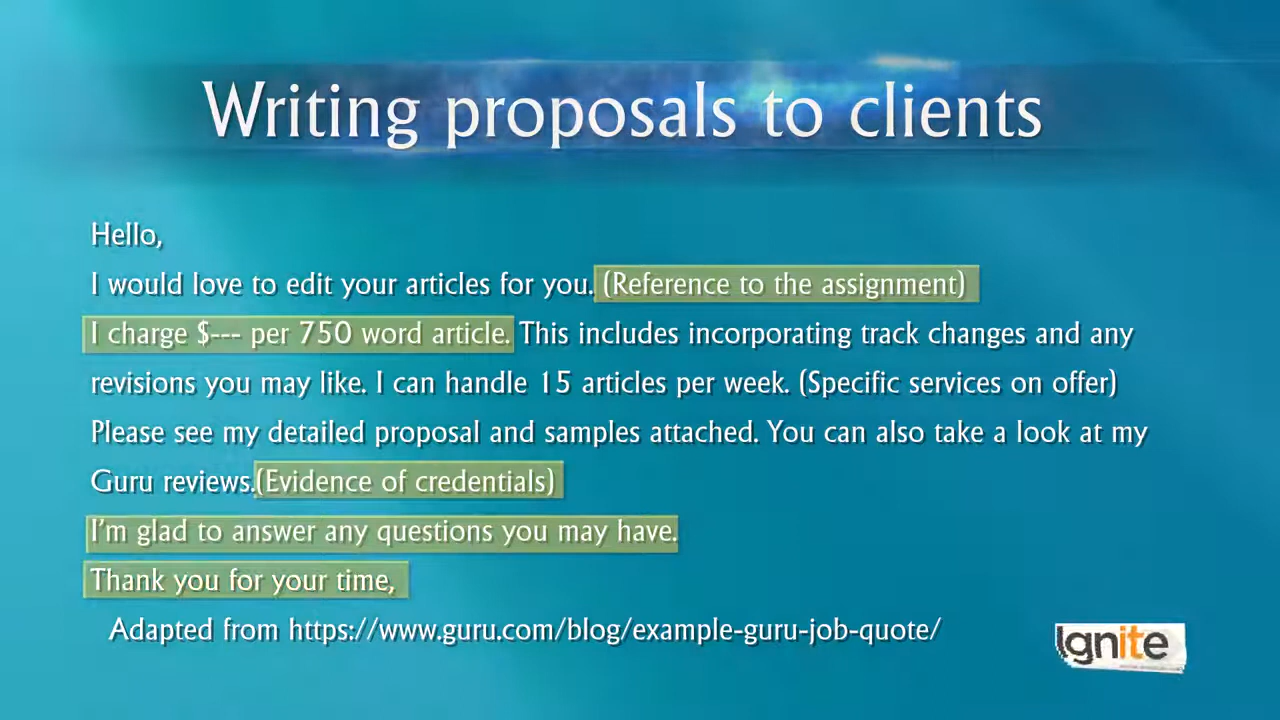 Writing proposals to clients
Hello,
I would love to edit your articles for you. (Reference to the assignment)
I charge $--- per 750 word article. This includes incorporating track changes and any
revisions you may like. I can handle 15 articles per week. (Specific services on offer)
Please see my detailed proposal and samples attached. You can also take a look at my
Guru reviews.(Evidence of credentials)
I'm glad to answer any questions you may have.
Thank you for your time,
Adapted from https://www.guru.com/blog/example-guru-job-quote/
Ignite